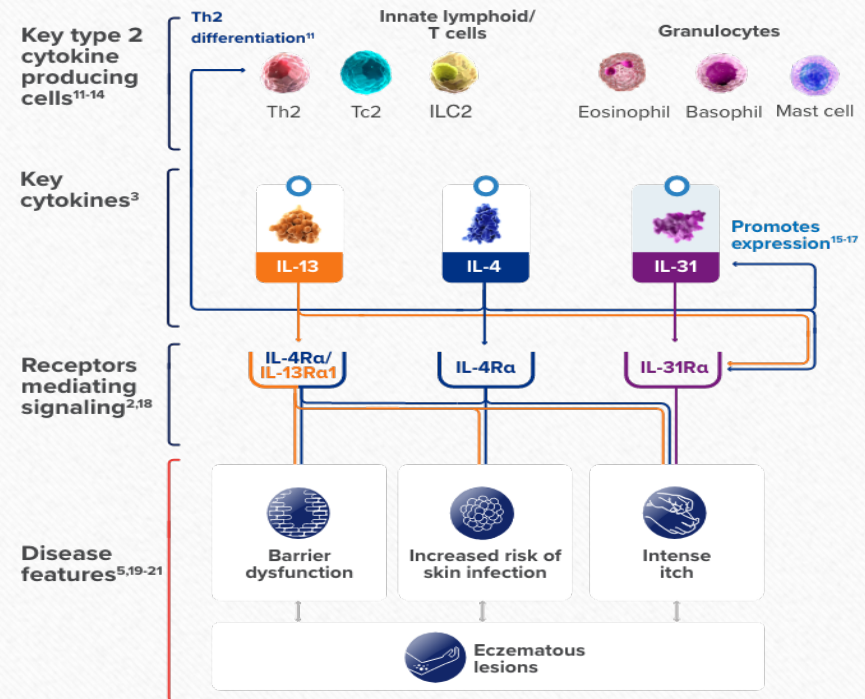 Key type 2
cytokine
producing
cells11-14
Th2
differentiation11
Innate lymphoid/
T cells
Granulocytes
Th2
Tc2
ILC2
Eosinophil
Basophil
Mast cell
Key
cytokines3
IL-13
IL-4
IL-31
Promotes
expression15-17
Receptors
mediating
signaling2,18
IL-4Rα/
IL-13Rα1
IL-4Rα
IL-31Rα
Disease
features5,19-21
Barrier
dysfunction
Increased risk of
skin infection
Intense
itch
Eczematous
lesions